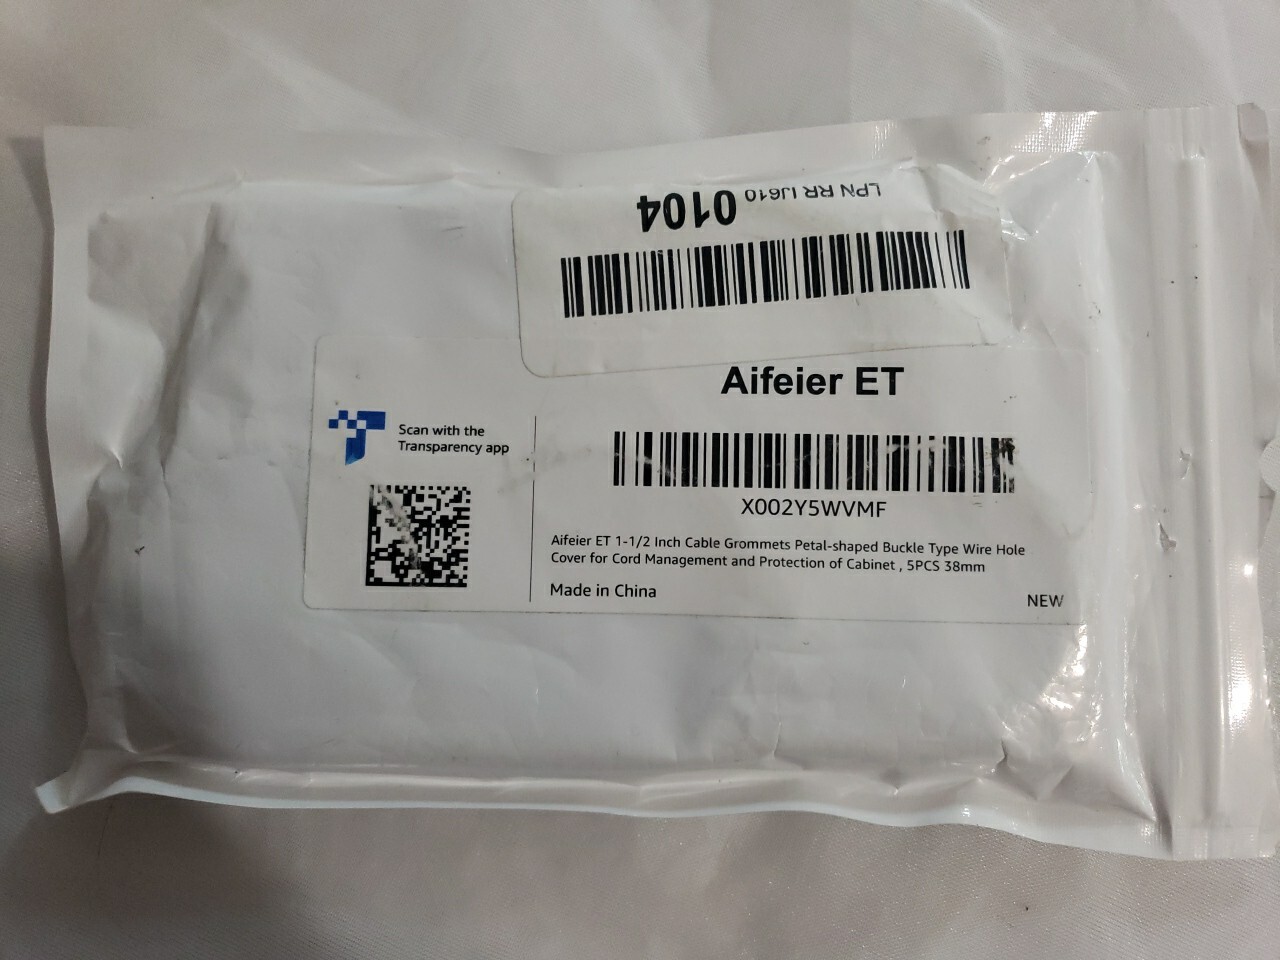 LPN RR IJ610 0104
Aifeier ET
Scan with the
Transparency app
X002Y5WVMF
Aifeier ET 1-1/2 Inch Cable Grommets Petal-shaped Buckle Type Wire Hole
Cover for Cord Management and Protection of Cabinet , 5PCS 38mm
Made in China
NEW